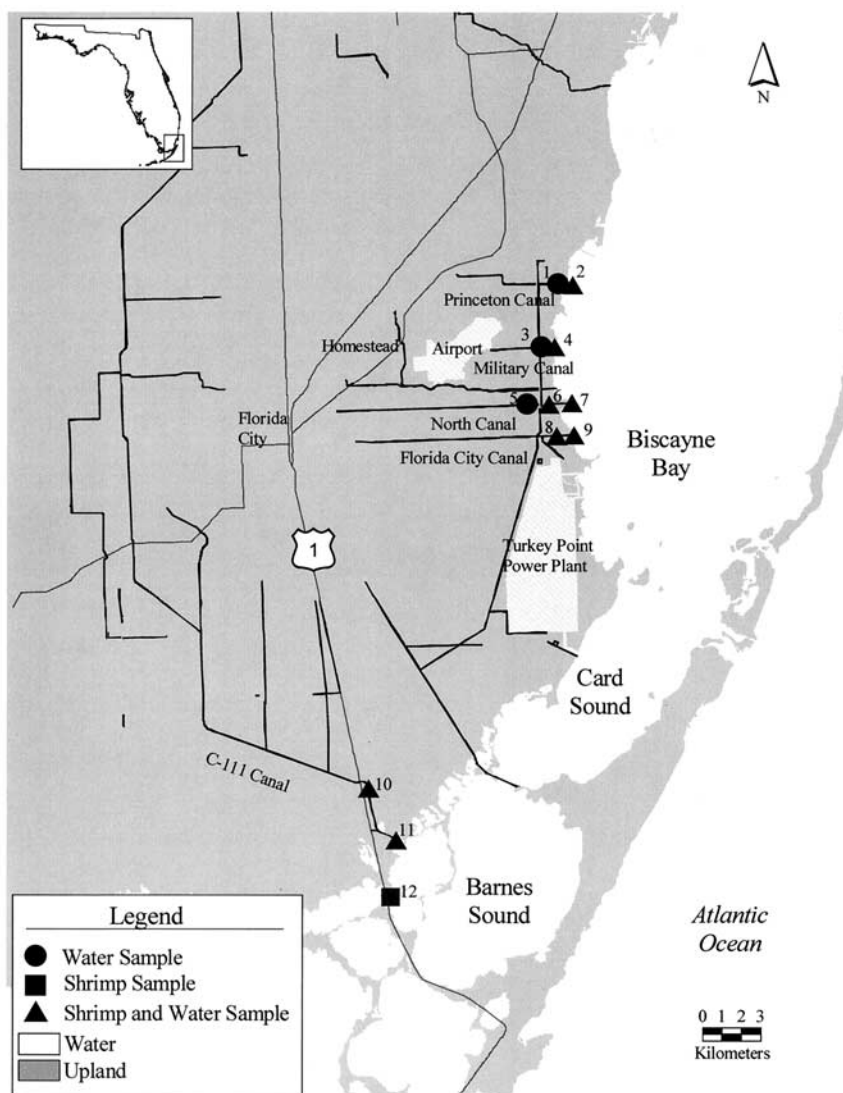 N
1
2
Princeton Canal
3
4
Homestead
Airport
Military Canal
5
6
7
Florida
City
North Canal
8
9
Biscayne
Bay
Florida City Canal
1
Turkey Point
Power Plant
Card
Sound
C-111 Canal
10
11
12
Barnes
Sound
Atlantic
Ocean
Legend
Water Sample
Shrimp Sample
Shrimp and Water Sample
Water
Upland
0 1 2 3
Kilometers